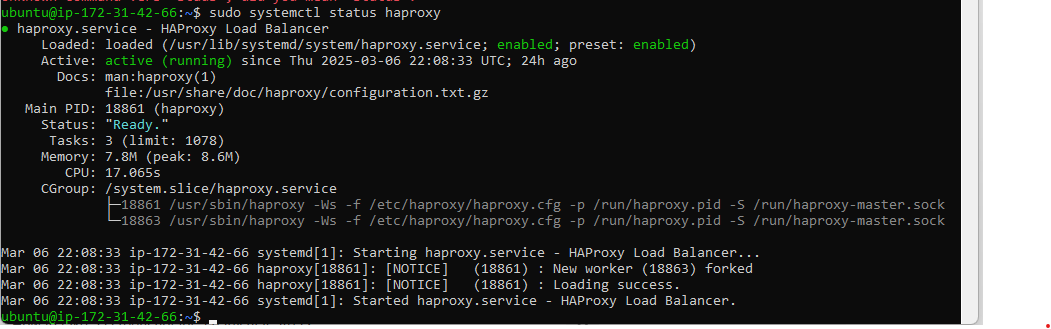 ubuntu@ip-172-31-42-66:~$ sudo systemctl status haproxy
● haproxy.service - HAProxy Load Balancer
     Loaded: loaded (/usr/lib/systemd/system/haproxy.service; enabled; preset: enabled)
     Active: active (running) since Thu 2025-03-06 22:08:33 UTC; 24h ago
       Docs: man:haproxy(1)
             file:/usr/share/doc/haproxy/configuration.txt.gz
   Main PID: 18861 (haproxy)
     Status: "Ready."
      Tasks: 3 (limit: 1078)
     Memory: 7.8M (peak: 8.6M)
        CPU: 17.065s
     CGroup: /system.slice/haproxy.service
             ├─18861 /usr/sbin/haproxy -Ws -f /etc/haproxy/haproxy.cfg -p /run/haproxy.pid -S /run/haproxy-master.sock
             └─18863 /usr/sbin/haproxy -Ws -f /etc/haproxy/haproxy.cfg -p /run/haproxy.pid -S /run/haproxy-master.sock
Mar 06 22:08:33 ip-172-31-42-66 systemd[1]: Starting haproxy.service - HAProxy Load Balancer...
Mar 06 22:08:33 ip-172-31-42-66 haproxy[18861]: [NOTICE]   (18861) : New worker (18863) forked
Mar 06 22:08:33 ip-172-31-42-66 haproxy[18861]: [NOTICE]   (18861) : Loading success.
Mar 06 22:08:33 ip-172-31-42-66 systemd[1]: Started haproxy.service - HAProxy Load Balancer.
ubuntu@ip-172-31-42-66:~$